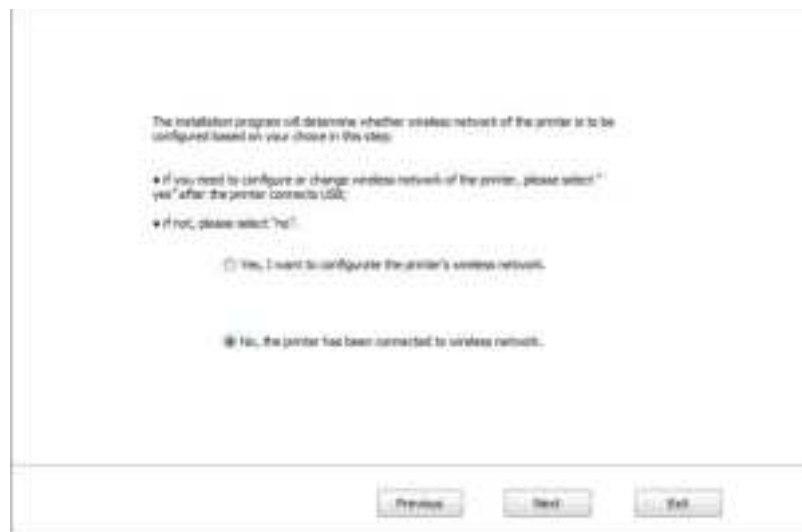 The installation program will determine whether wireless network of the printer is to be
configured based on your choice in this step:
• If you need to configure or change wireless network of the printer, please select "
yes" after the printer connects USB;
• If not, please select "no".
Yes, I want to configurate the printer's wireless network.
No, the printer has been connected to wireless network.
Previous Next Exit